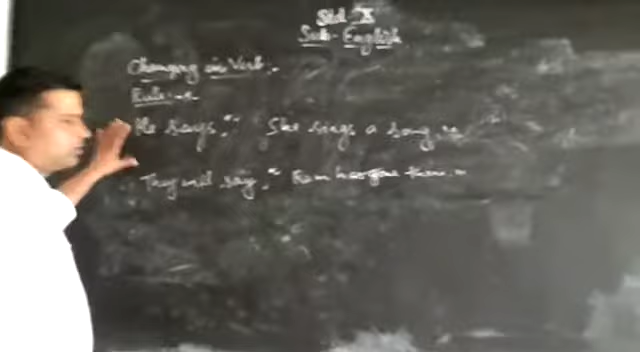 Std X
Sub- English
Changing in Verb:-
Rule:-
He says, " She sings a song "
They will say, " Ram has gone there "